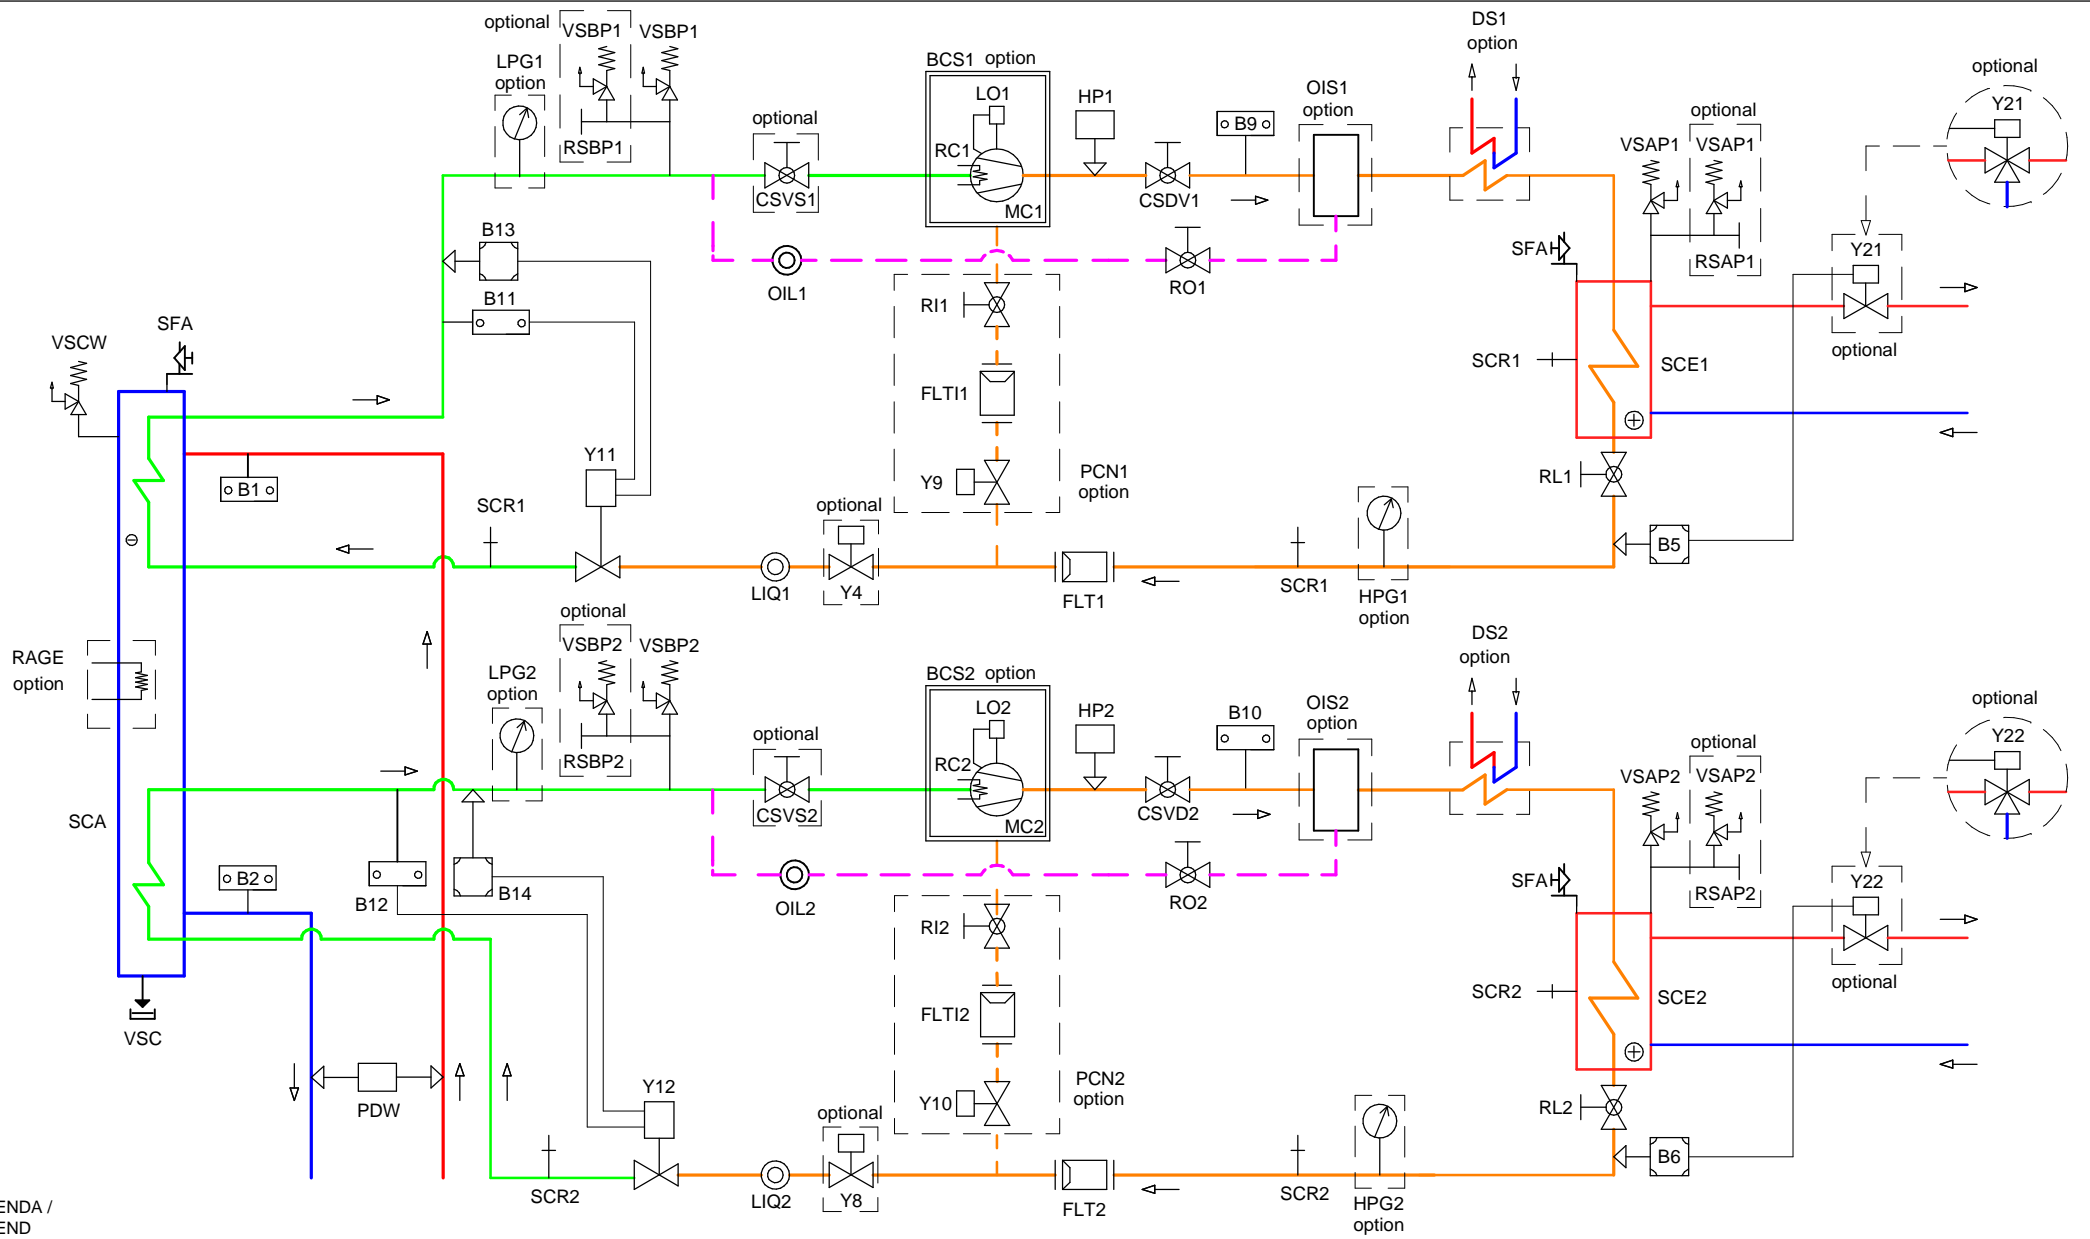 optional
VSBP1
VSBP1
LPG1
option
RSBP1
optional
CSVS1
BCS1 option
LO1
RC1
MC1
HP1
CSDV1
B9
OIS1
option
DS1
option
optional
Y21
optional
VSAP1
VSAP1
RSAP1
SFA
Y21
optional
SCR1
SCE1
B13
B11
OIL1
RO1
RI1
FLTI1
Y9
PCN1
option
VSCW
SFA
B1
Y11
SCR1
LIQ1
optional
Y4
FLT1
SCR1
HPG1
option
RL1
B5
RAGE
option
SCA
optional
VSBP2
VSBP2
LPG2
option
RSBP2
optional
CSVS2
BCS2 option
LO2
RC2
MC2
HP2
CSVD2
B10
OIS2
option
DS2
option
optional
Y22
optional
VSAP2
VSAP2
RSAP2
SFA
Y22
optional
SCR2
SCE2
B2
B12
B14
OIL2
RO2
RI2
FLTI2
Y10
PCN2
option
VSC
PDW
Y12
SCR2
LIQ2
optional
Y8
FLT2
SCR2
HPG2
option
RL2
B6
ENDA /
END